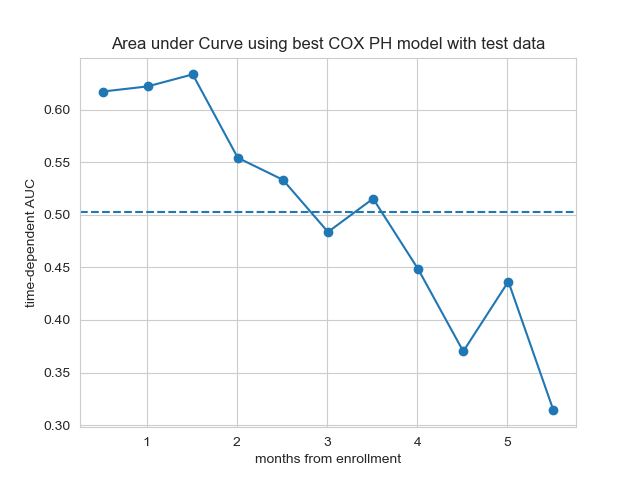 Area under Curve using best COX PH model with test data
time-dependent AUC
0.60
0.55
0.50
0.45
0.40
0.35
0.30
1 2 3 4 5
months from enrollment